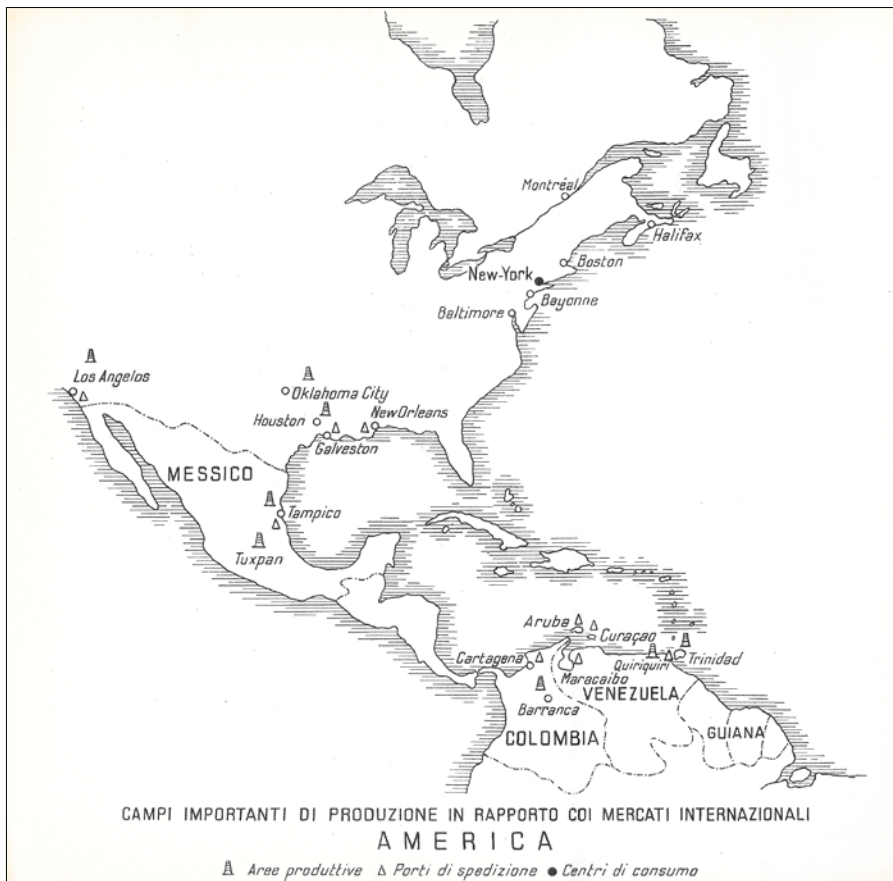 Montréal
Halifax
Boston
New-York
Bayonne
Baltimore
Los Angelos
Oklahoma City
Houston
New Orleans
Galveston
MESSICO
Tampico
Tuxpan
Aruba
Curaçao
Cartagena
Quiriquiri
Trinidad
Maracaibo
VENEZUELA
Barranca
COLOMBIA
GUIANA
CAMPI IMPORTANTI DI PRODUZIONE IN RAPPORTO COI MERCATI INTERNAZIONALI
AMERICA
Aree produttive Porti di spedizione Centri di consumo